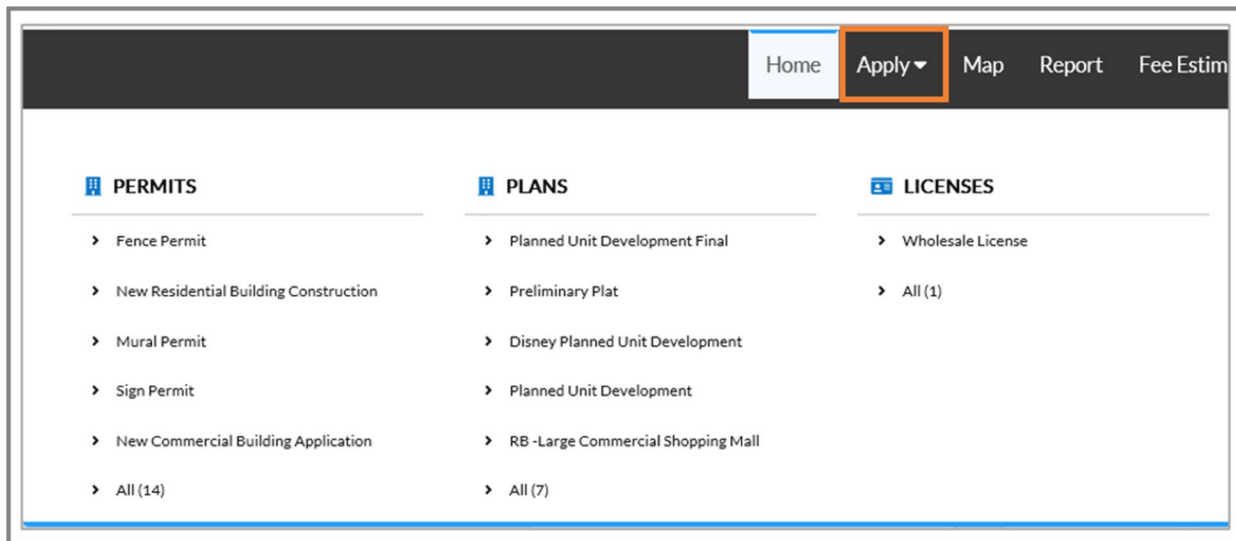 Home Apply Map Report Fee Estim
PERMITS
Fence Permit
New Residential Building Construction
Mural Permit
Sign Permit
New Commercial Building Application
All (14)
PLANS
Planned Unit Development Final
Preliminary Plat
Disney Planned Unit Development
Planned Unit Development
RB -Large Commercial Shopping Mall
All (7)
LICENSES
Wholesale License
All (1)